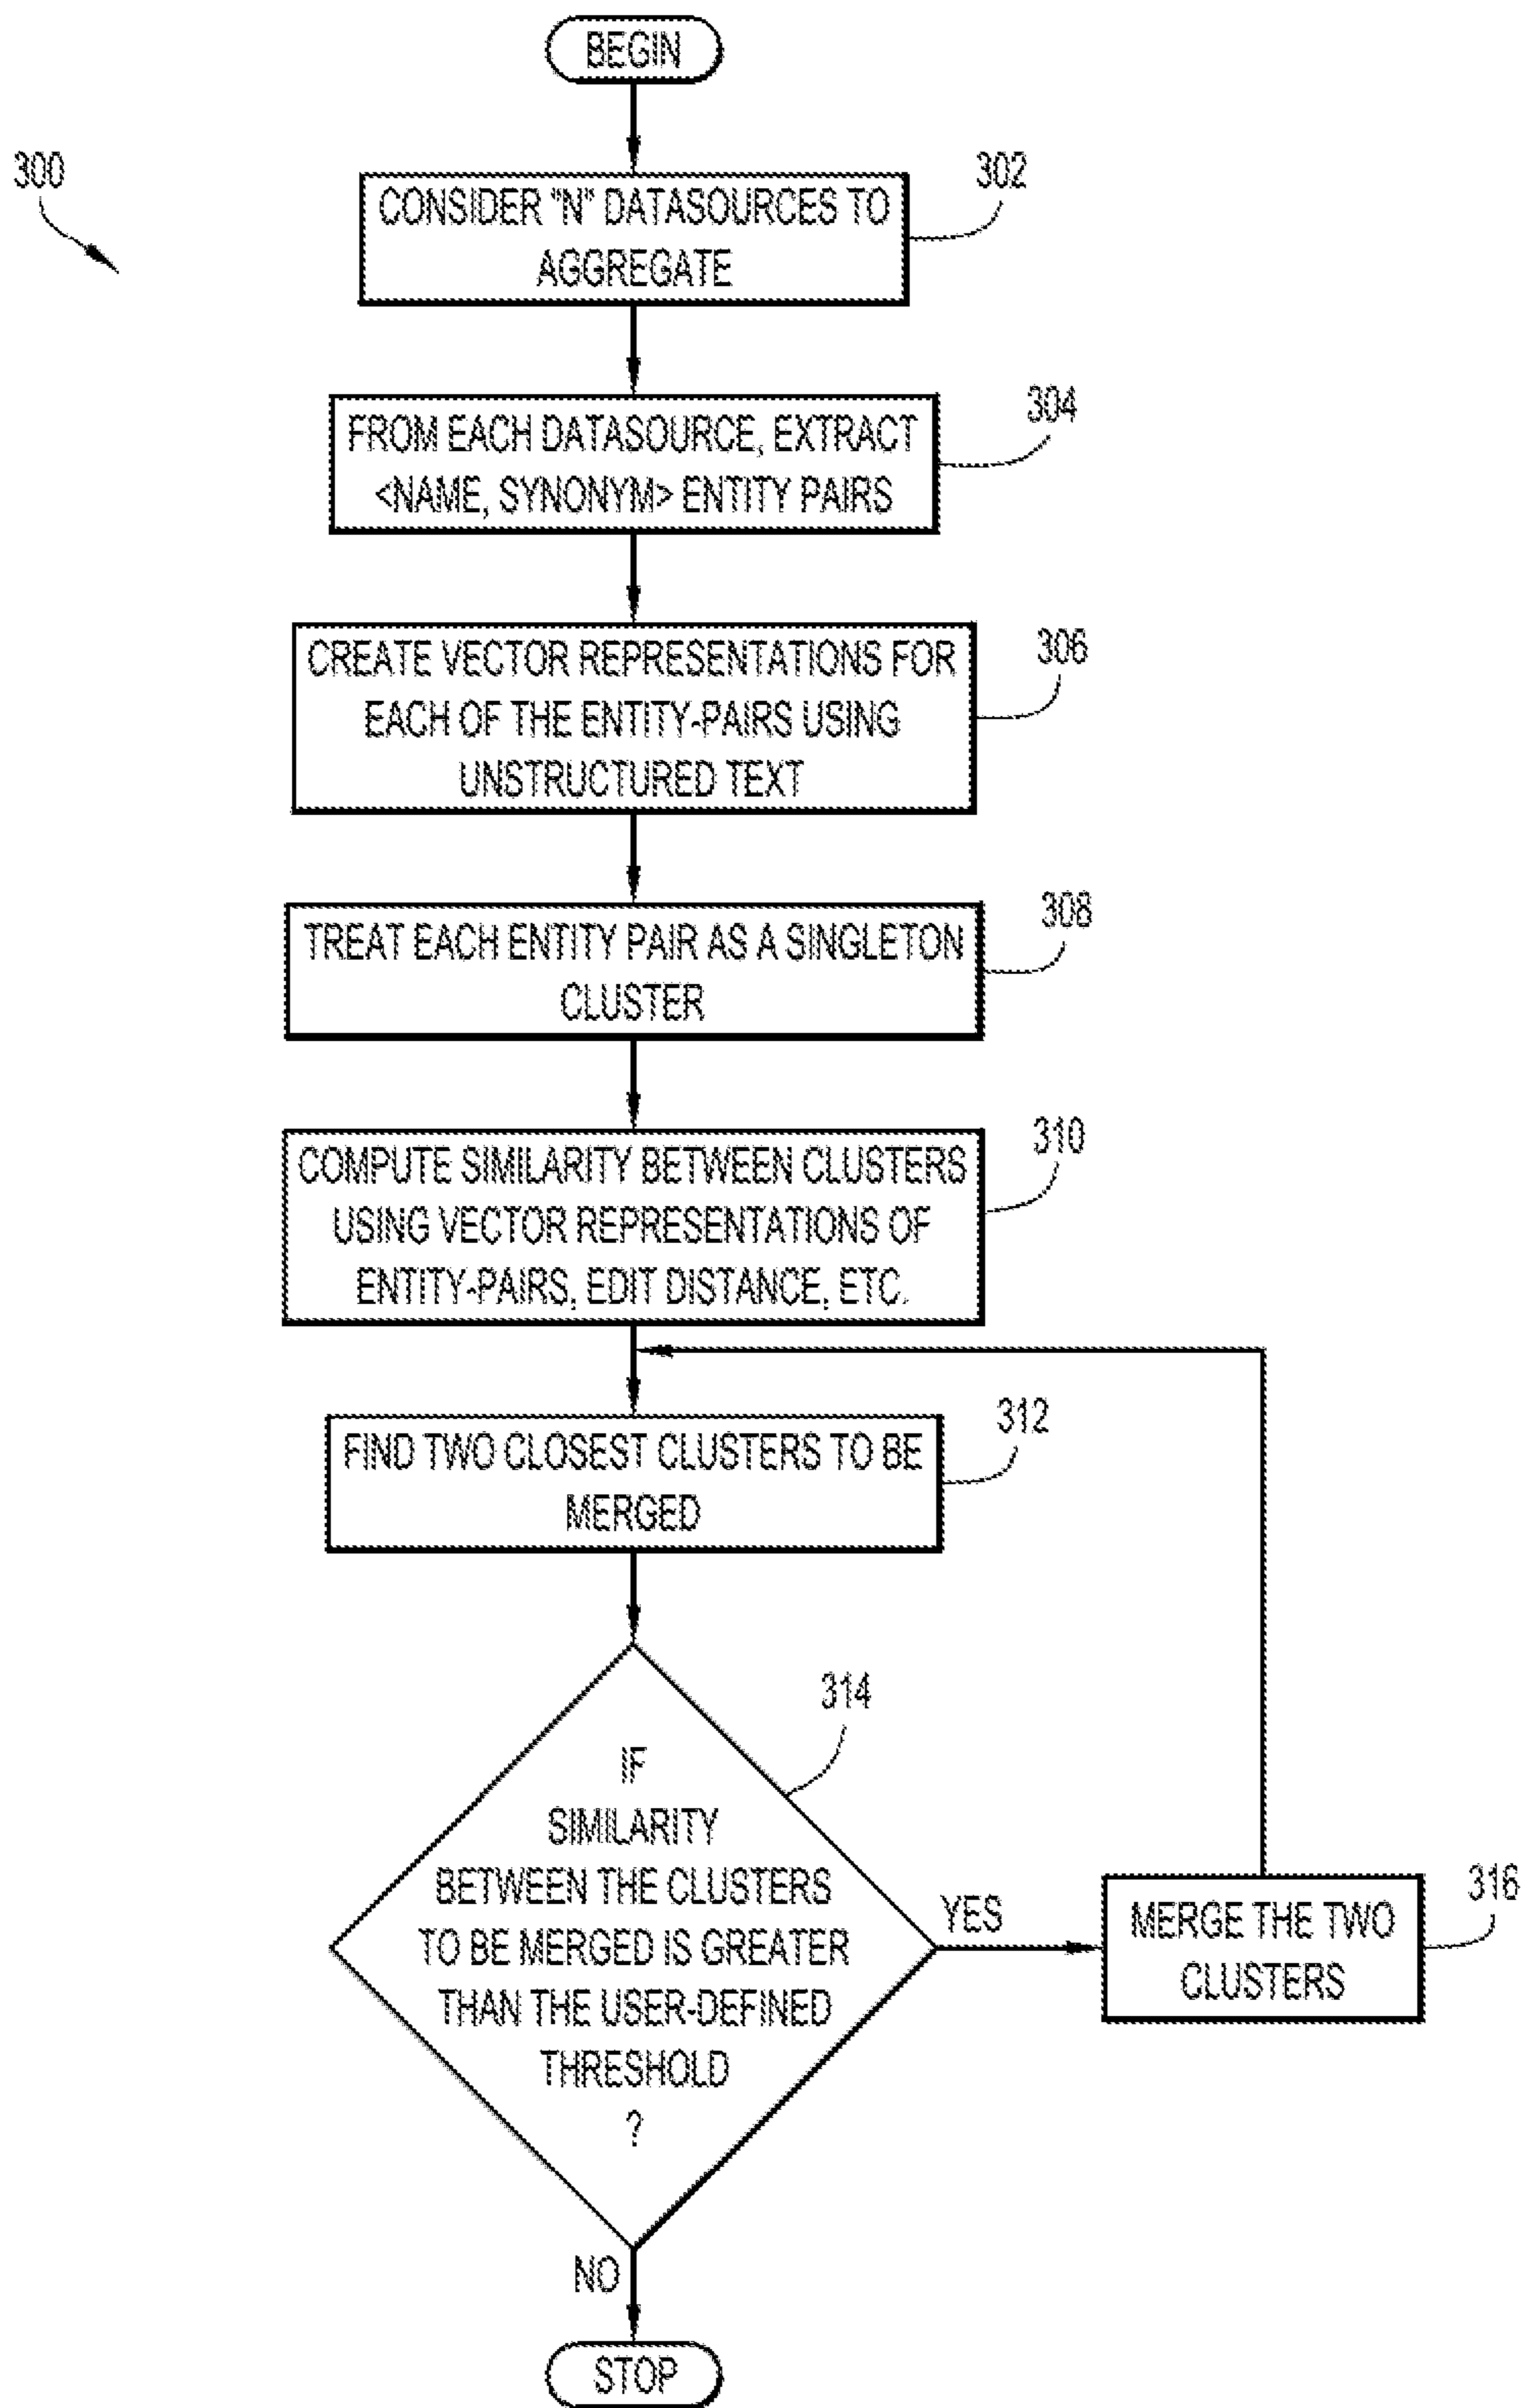 BEGIN
300
302
CONSIDER "N" DATASOURCES TO
AGGREGATE
304
FROM EACH DATASOURCE, EXTRACT
<NAME, SYNONYM> ENTITY PAIRS
306
CREATE VECTOR REPRESENTATIONS FOR
EACH OF THE ENTITY-PAIRS USING
UNSTRUCTURED TEXT
308
TREAT EACH ENTITY PAIR AS A SINGLETON
CLUSTER
310
COMPUTE SIMILARITY BETWEEN CLUSTERS
USING VECTOR REPRESENTATIONS OF
ENTITY-PAIRS, EDIT DISTANCE, ETC.
312
FIND TWO CLOSEST CLUSTERS TO BE
MERGED
314
IF
SIMILARITY
BETWEEN THE CLUSTERS
TO BE MERGED IS GREATER
THAN THE USER-DEFINED
THRESHOLD
?
YES
316
MERGE THE TWO
CLUSTERS
NO
STOP